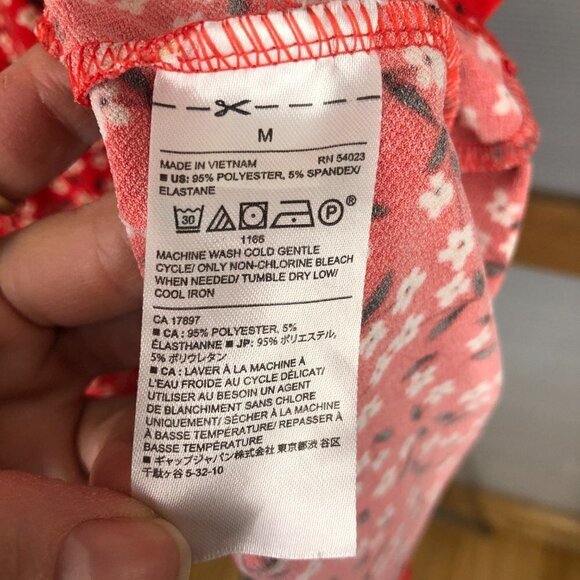 M
MADE IN VIETNAM RN 54023
■ US: 95% POLYESTER, 5% SPANDEX/
ELASTANE
30 P ®
1166
MACHINE WASH COLD GENTLE
CYCLE/ ONLY NON-CHLORINE BLEACH
WHEN NEEDED/ TUMBLE DRY LOW/
COOL IRON
CA 17897
■ CA : 95% POLYESTER, 5%
ÉLASTHANNE ■ JP: 95% ポリエステル,
5% ポリウレタン
■ CA : LAVER À LA MACHINE À
L'EAU FROIDE AU CYCLE DÉLICAT/
UTILISER AU BESOIN UN AGENT
DE BLANCHIMENT SANS CHLORE
UNIQUEMENT/ SÉCHER À LA MACHINE
À BASSE TEMPÉRATURE/ REPASSER À
BASSE TEMPÉRATURE
■ ギャップジャパン株式会社 東京都渋谷区
千駄ヶ谷 5-32-10